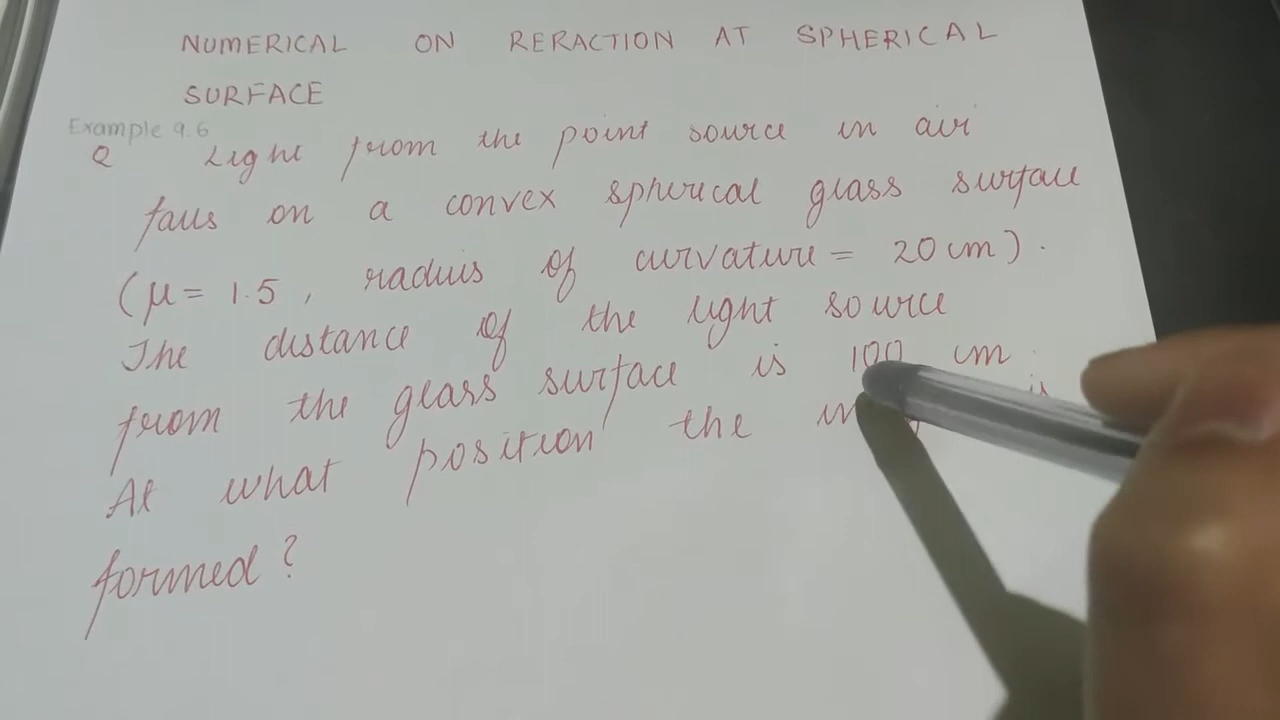 NUMERICAL ON RERACTION AT SPHERICAL
SURFACE
Example 9.6
Q Light from the point source in air
falls on a convex spherical glass surface
(μ = 1.5, radius of curvature = 20 cm).
The distance of the light source
from the glass surface is 100 cm
At what position the is
formed?